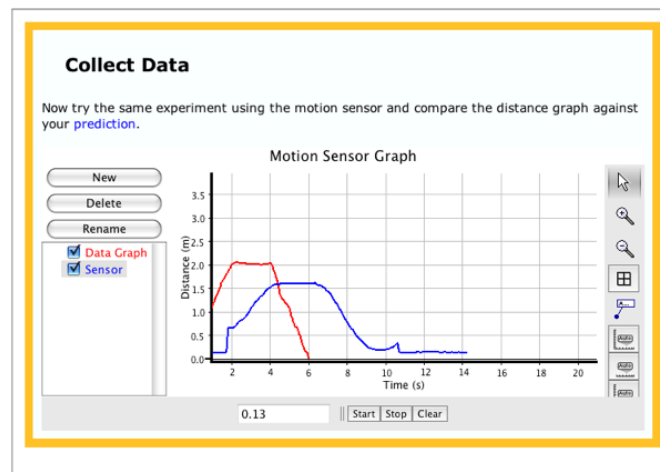 Collect Data
Now try the same experiment using the motion sensor and compare the distance graph against
your prediction.
Motion Sensor Graph
New
Delete
Rename
Data Graph
Sensor
Distance (m)
3.5
3.0
2.5
2.0
1.5
1.0
0.5
0.0
2 4 6 8 10 12 14 16 18 20
Time (s)
A...
Auto
Auto
Auto
0.13
Start Stop Clear